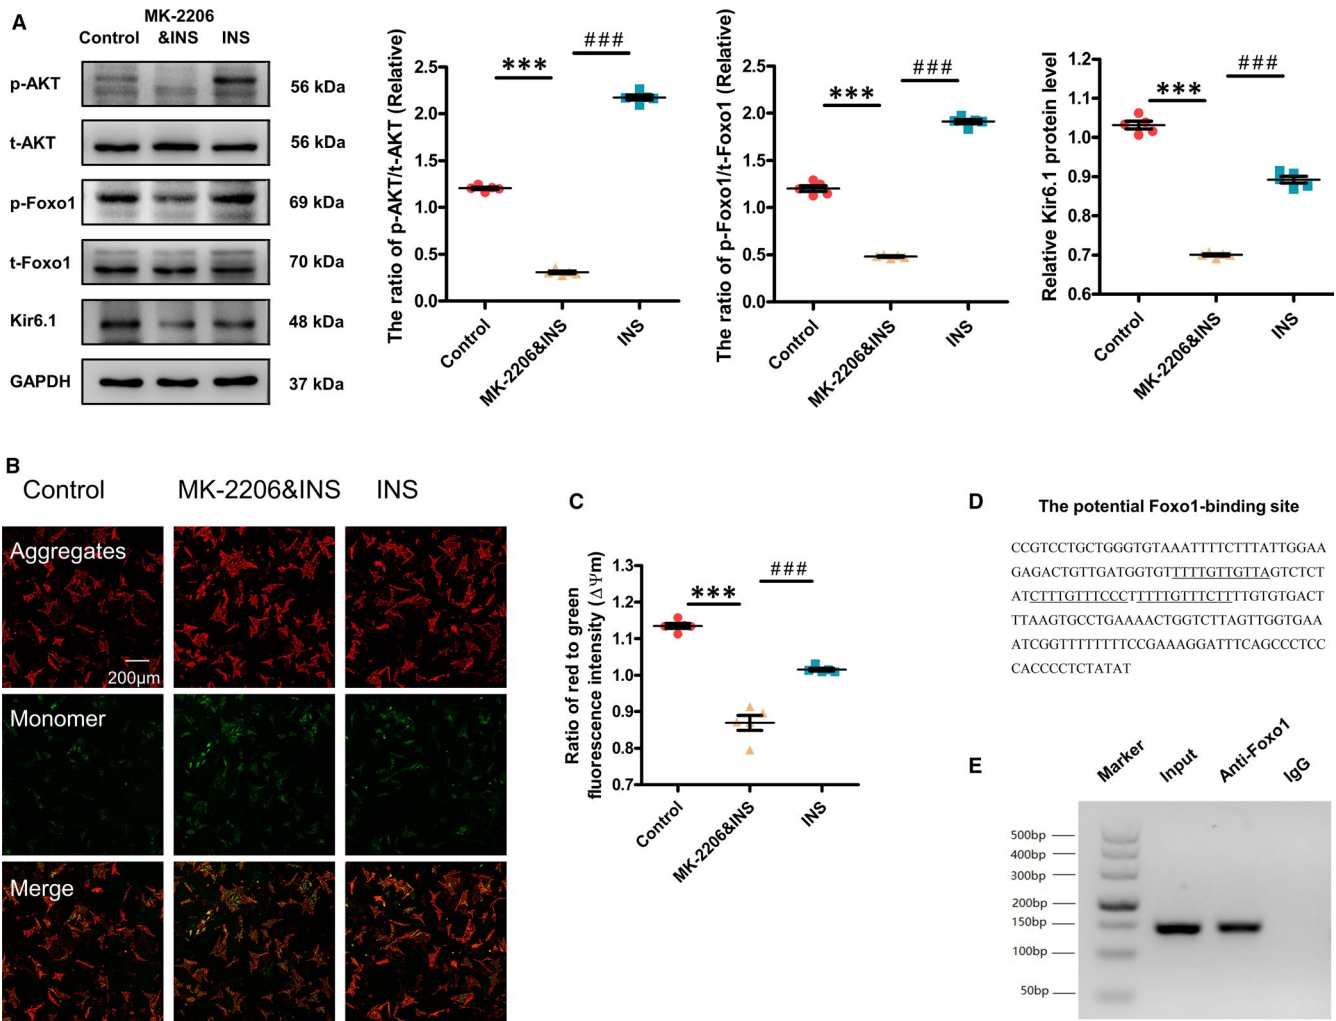 A
MK-2206
Control &INS INS
p-AKT 56 kDa
t-AKT 56 kDa
p-Foxo1 69 kDa
t-Foxo1 70 kDa
Kir6.1 48 kDa
GAPDH 37 kDa
The ratio of p-AKT/t-AKT (Relative)
2.5
2.0
1.5
1.0
0.5
0.0
***
###
Control
MK-2206&INS
INS
The ratio of p-Foxo1/t-Foxo1 (Relative)
2.5
2.0
1.5
1.0
0.5
0.0
***
###
Control
MK-2206&INS
INS
Relative Kir6.1 protein level
1.2
1.1
1.0
0.9
0.8
0.7
0.6
***
###
Control
MK-2206&INS
INS
B
Control MK-2206&INS INS
Aggregates
200μm
Monomer
Merge
C
Ratio of red to green
fluorescence intensity (ΔΨm)
1.3
1.2
1.1
1.0
0.9
0.8
0.7
***
###
Control
MK-2206&INS
INS
D
The potential Foxo1-binding site
CCGTCCTGCTGGGTGTAAATTTTCTTTATTGGAA
GAGACTGTTGATGGTGTTTTTGTTGTTAGTCTCT
ATCTTTGTTTCCCTTTTTGTTTCTTTTGTGTGACT
TTAAGTGCCTGAAAACTGGTCTTAGTTGGTGAA
ATCGGTTTTTTTTCCGAAAGGATTTCAGCCCTCC
CACCCCTCTATAT
E
Marker
Input
Anti-Foxo1
IgG
500bp
400bp
300bp
200bp
150bp
100bp
50bp